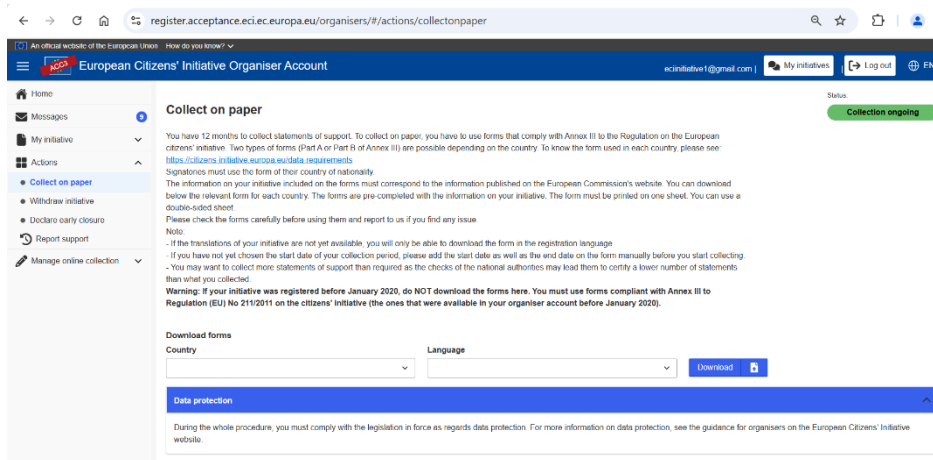 register.acceptance.eci.ec.europa.eu/organisers/#/actions/collectonpaper
An official website of the European Union How do you know?
ACC3 European Citizens' Initiative Organiser Account
eciinitiative1@gmail.com | My initiatives | Log out EN
Home
Messages 9
My initiative
Actions
Collect on paper
Withdraw initiative
Declare early closure
Report support
Manage online collection
Status:
Collection ongoing
Collect on paper
You have 12 months to collect statements of support. To collect on paper, you have to use forms that comply with Annex III to the Regulation on the European
citizens' initiative. Two types of forms (Part A or Part B of Annex III) are possible depending on the country. To know the form used in each country, please see:
https://citizens-initiative.europa.eu/data-requirements
Signatories must use the form of their country of nationality.
The information on your initiative included on the forms must correspond to the information published on the European Commission's website. You can download
below the relevant form for each country. The forms are pre-completed with the information on your initiative. The form must be printed on one sheet. You can use a
double-sided sheet.
Please check the forms carefully before using them and report to us if you find any issue.
Note:
- If the translations of your initiative are not yet available, you will only be able to download the form in the registration language
- If you have not yet chosen the start date of your collection period, please add the start date as well as the end date on the form manually before you start collecting.
- You may want to collect more statements of support than required as the checks of the national authorities may lead them to certify a lower number of statements
than what you collected.
Warning: If your initiative was registered before January 2020, do NOT download the forms here. You must use forms compliant with Annex III to
Regulation (EU) No 211/2011 on the citizens' initiative (the ones that were available in your organiser account before January 2020).
Download forms
Country Language
Download
Data protection
During the whole procedure, you must comply with the legislation in force as regards data protection. For more information on data protection, see the guidance for organisers on the European Citizens' Initiative
website.